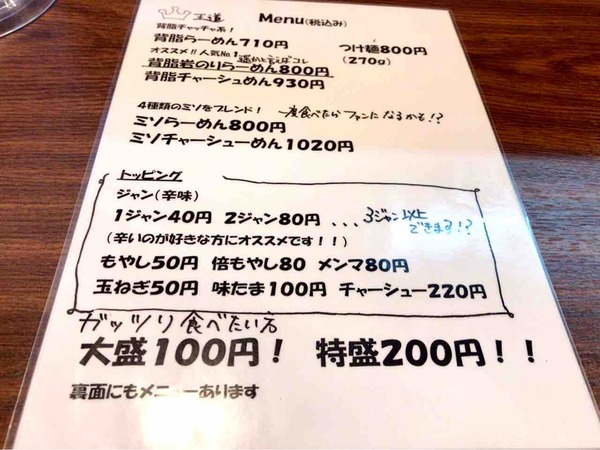 王道 Menu(税込み)
背脂チャッチャ系!
背脂らーめん710円 つけ麺800円
オススメ!!人気No.1 (270g)
背脂岩のりらーめん800円
背脂チャーシュめん930円
4種類のミソをブレンド! 一度食べたらファンになるかも!?
ミソらーめん800円
ミソチャーシューめん1020円
トッピング
ジャン(辛味)
1ジャン40円 2ジャン80円 ... 3ジャン以上できます!?
(辛いのが好きな方にオススメです!!)
もやし50円 倍もやし80 メンマ80円
玉ねぎ50円 味たま100円 チャーシュー220円
ガッツリ食べたい方
大盛100円! 特盛200円!!
裏面にもメニューあります